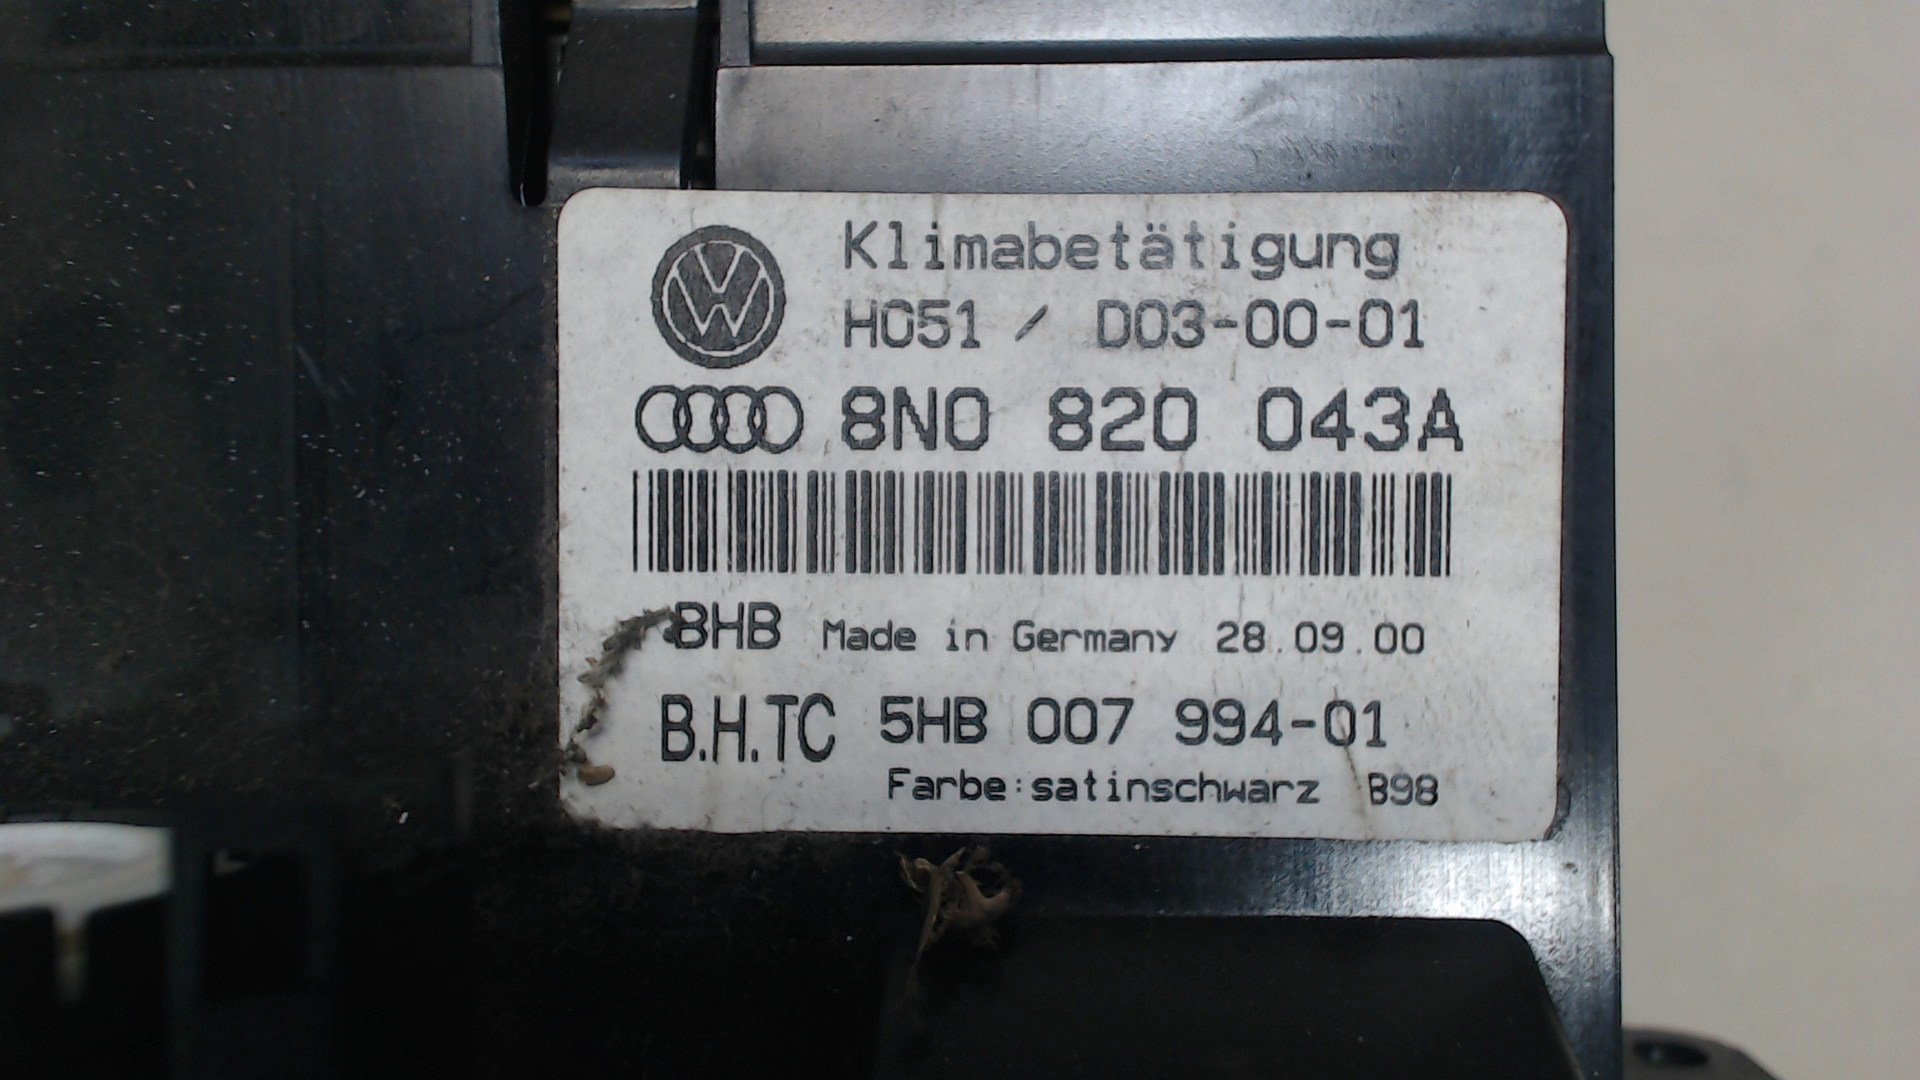 Klimabetätigung
HC51 / D03-00-01
8N0 820 043A
BHB Made in Germany 28.09.00
B.H.TC 5HB 007 994-01
Farbe:satinschwarz B98